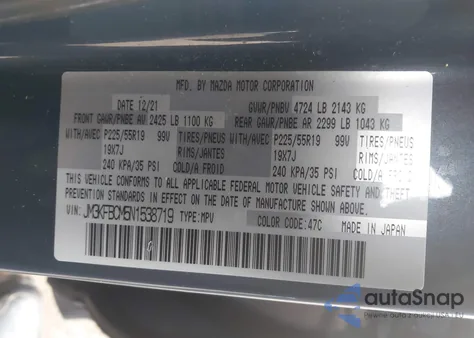 MFD. BY MAZDA MOTOR CORPORATION
DATE 12/21 GVWR/PNBV 4724 LB 2143 KG
FRONT GAWR/PNBE AV 2425 LB 1100 KG REAR GAWR/PNBE AR 2299 LB 1043 KG
WITH/AVEC P225/55R19 99V TIRES/PNEUS WITH/AVEC P225/55R19 99V TIRES/PNEUS
19X7J RIMS/JANTES 19X7J RIMS/JANTES
240 KPA/35 PSI COLD/A FROID 240 KPA/35 PSI COLD/A FROID
THIS VEHICLE CONFORMS TO ALL APPLICABLE FEDERAL MOTOR VEHICLE SAFETY, BUMPER, AND
THEFT PREVENTION STANDARDS IN EFFECT ON THE DATE OF MANUFACTURE SHOWN ABOVE.
VIN: JM3KFBCM5N1538719 TYPE: MPV COLOR CODE: 47C MADE IN JAPAN
autoSnap